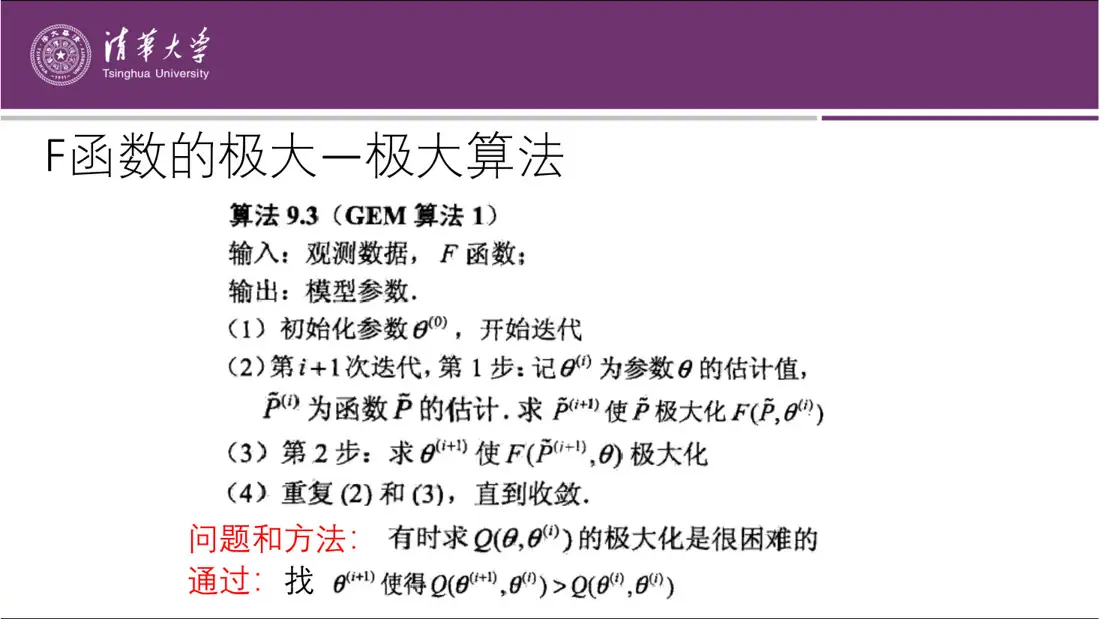 清华大学
Tsinghua University
F函数的极大—极大算法
算法 9.3（GEM 算法 1）
输入：观测数据，F 函数；
输出：模型参数．
（1）初始化参数 θ^(0)，开始迭代
（2）第 i+1 次迭代，第 1 步：记 θ^(i) 为参数 θ 的估计值，
P̃^(i) 为函数 P̃ 的估计．求 P̃^(i+1) 使 P̃ 极大化 F(P̃,θ^(i))
（3）第 2 步：求 θ^(i+1) 使 F(P̃^(i+1),θ) 极大化
（4）重复 (2) 和 (3)，直到收敛．
问题和方法： 有时求 Q(θ,θ^(i)) 的极大化是很困难的
通过：找 θ^(i+1) 使得 Q(θ^(i+1),θ^(i)) > Q(θ^(i),θ^(i))